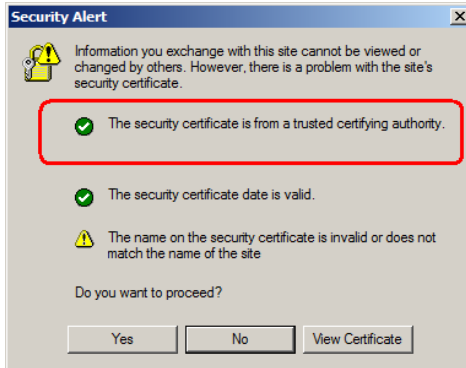 Security Alert
Information you exchange with this site cannot be viewed or
changed by others. However, there is a problem with the site's
security certificate.
The security certificate is from a trusted certifying authority.
The security certificate date is valid.
The name on the security certificate is invalid or does not
match the name of the site
Do you want to proceed?
Yes No View Certificate